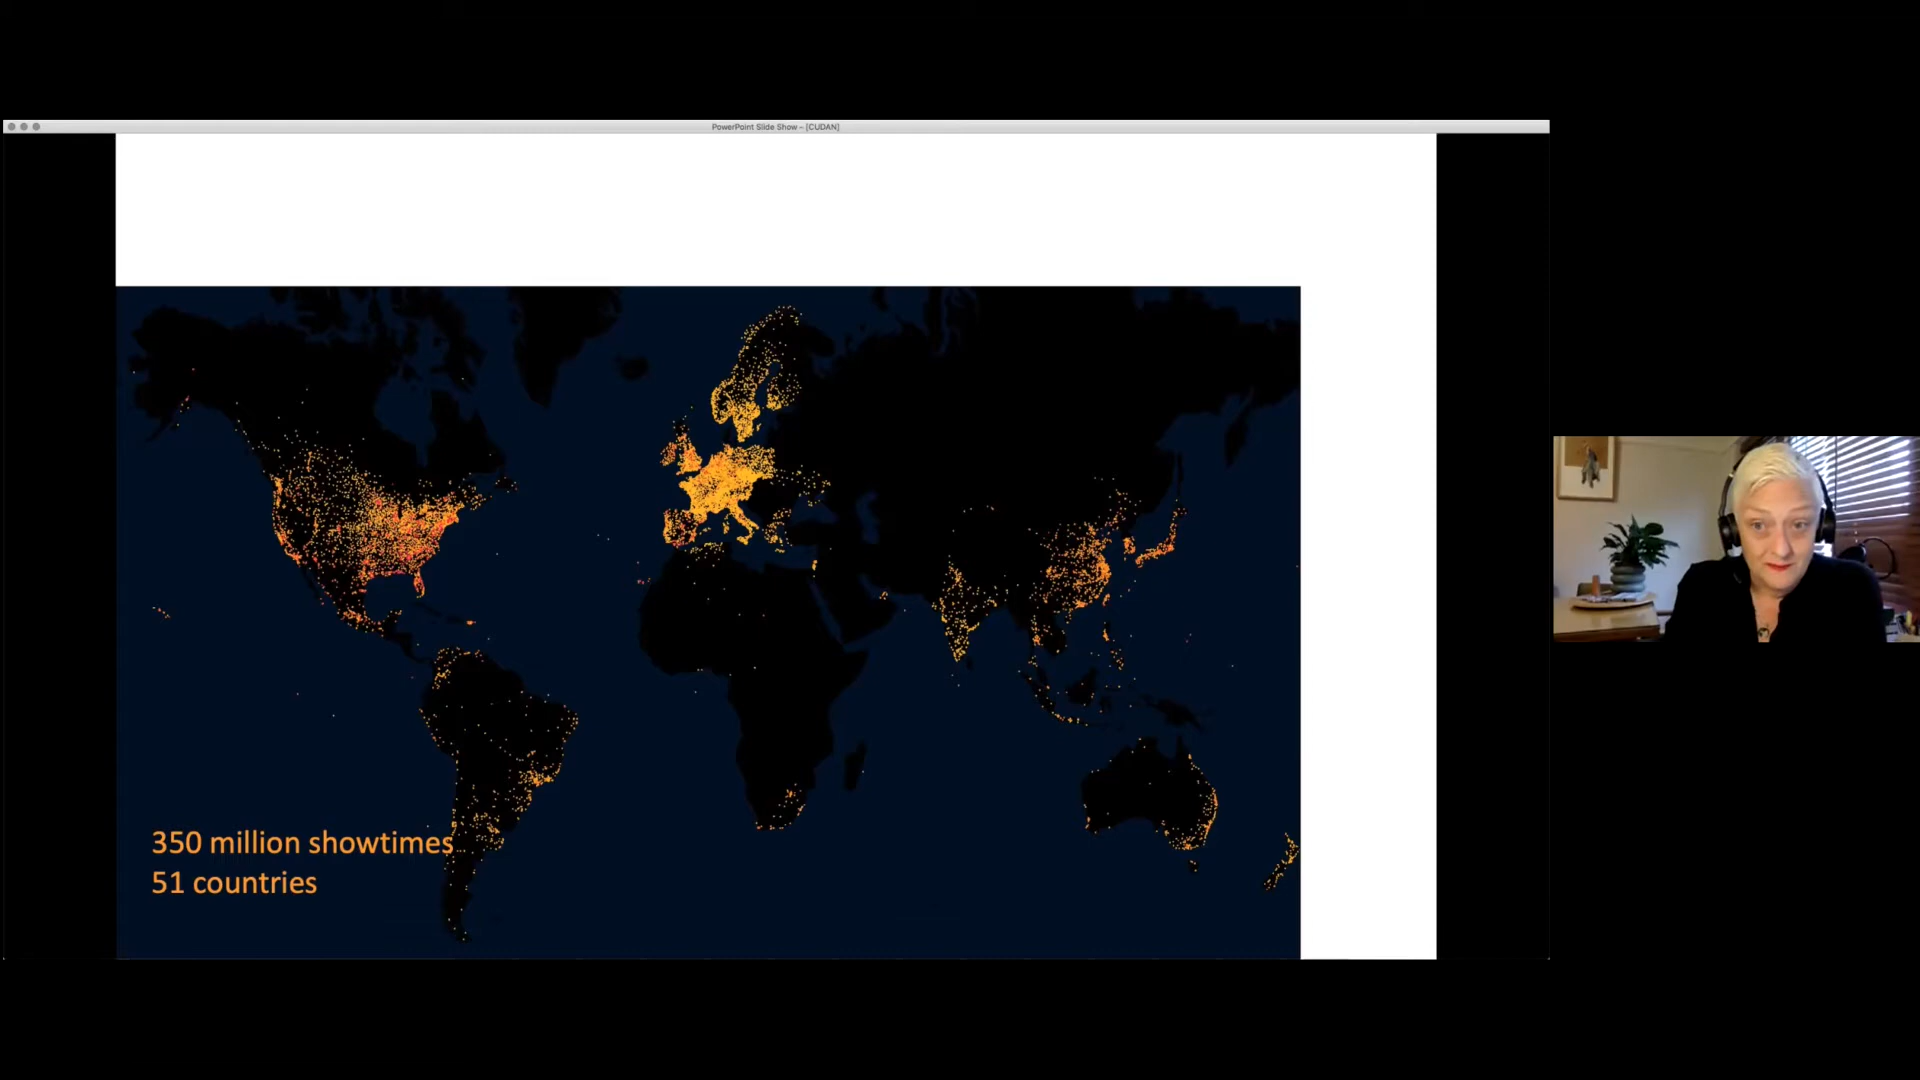 PowerPoint Slide Show - [CUDAN]
350 million showtimes
51 countries